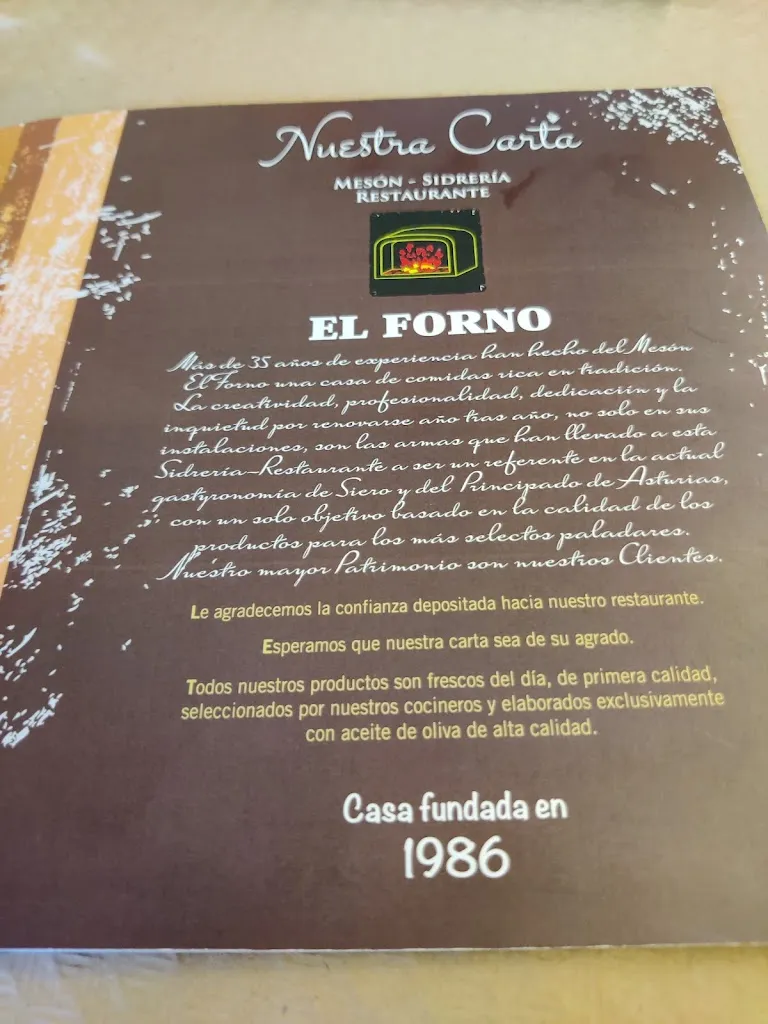 Nuestra Carta
MESÓN - SIDRERÍA
RESTAURANTE
EL FORNO
Más de 35 años de experiencia han hecho del Mesón
El Forno una casa de comidas rica en tradición.
La creatividad, profesionalidad, dedicación y la
inquietud por renovarse año tras año, no solo en sus
instalaciones, son las armas que han llevado a esta
Sidrería-Restaurante a ser un referente en la actual
gastyronomía de Siero y del Principado de Asturias,
con un solo objetivo basado en la calidad de los
productos para los más selectos paladares.
Nuestro mayor Patrimonio son nuestros Clientes.
Le agradecemos la confianza depositada hacia nuestro restaurante.
Esperamos que nuestra carta sea de su agrado.
Todos nuestros productos son frescos del día, de primera calidad,
seleccionados por nuestros cocineros y elaborados exclusivamente
con aceite de oliva de alta calidad.
Casa fundada en
1986